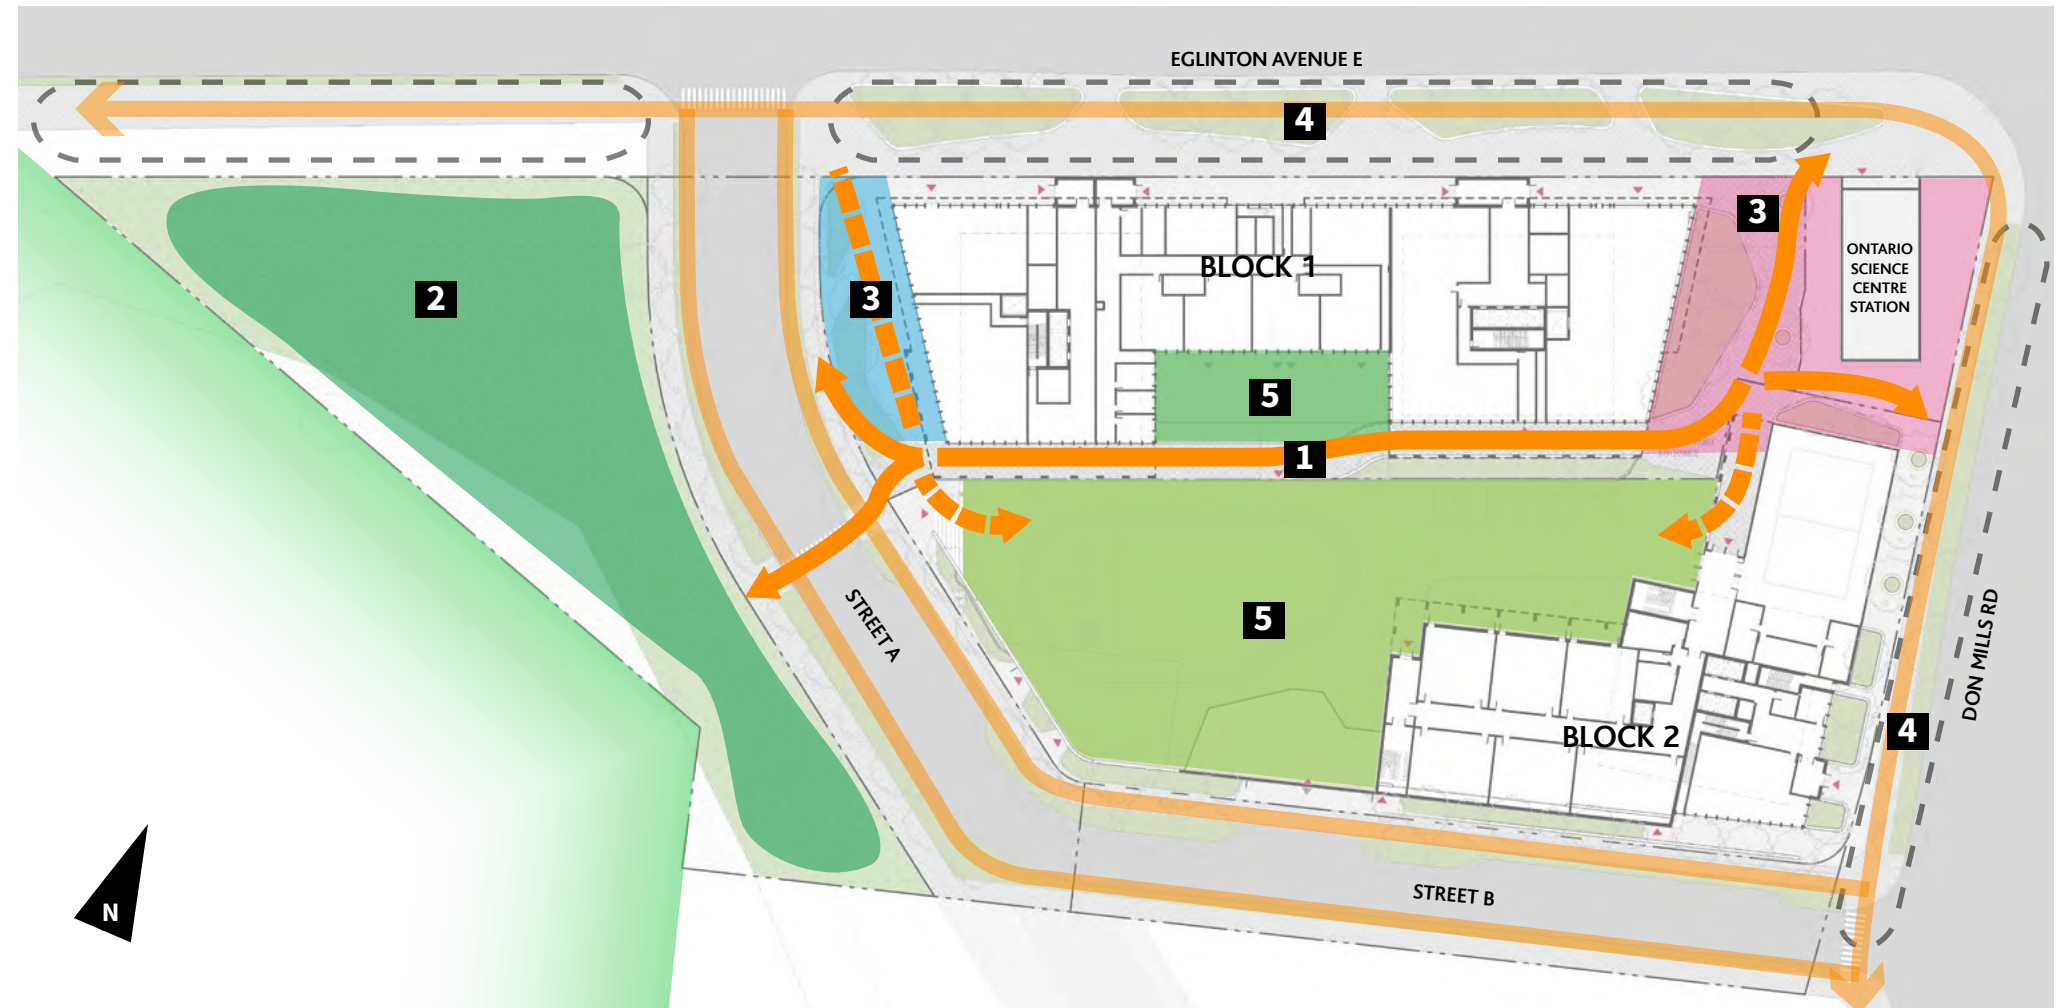 EGLINTON AVENUE E
4
3
ONTARIO
SCIENCE
CENTRE
STATION
BLOCK 1
2
3
5
1
5
STREET A
DON MILLS RD
BLOCK 2
4
STREET B
N